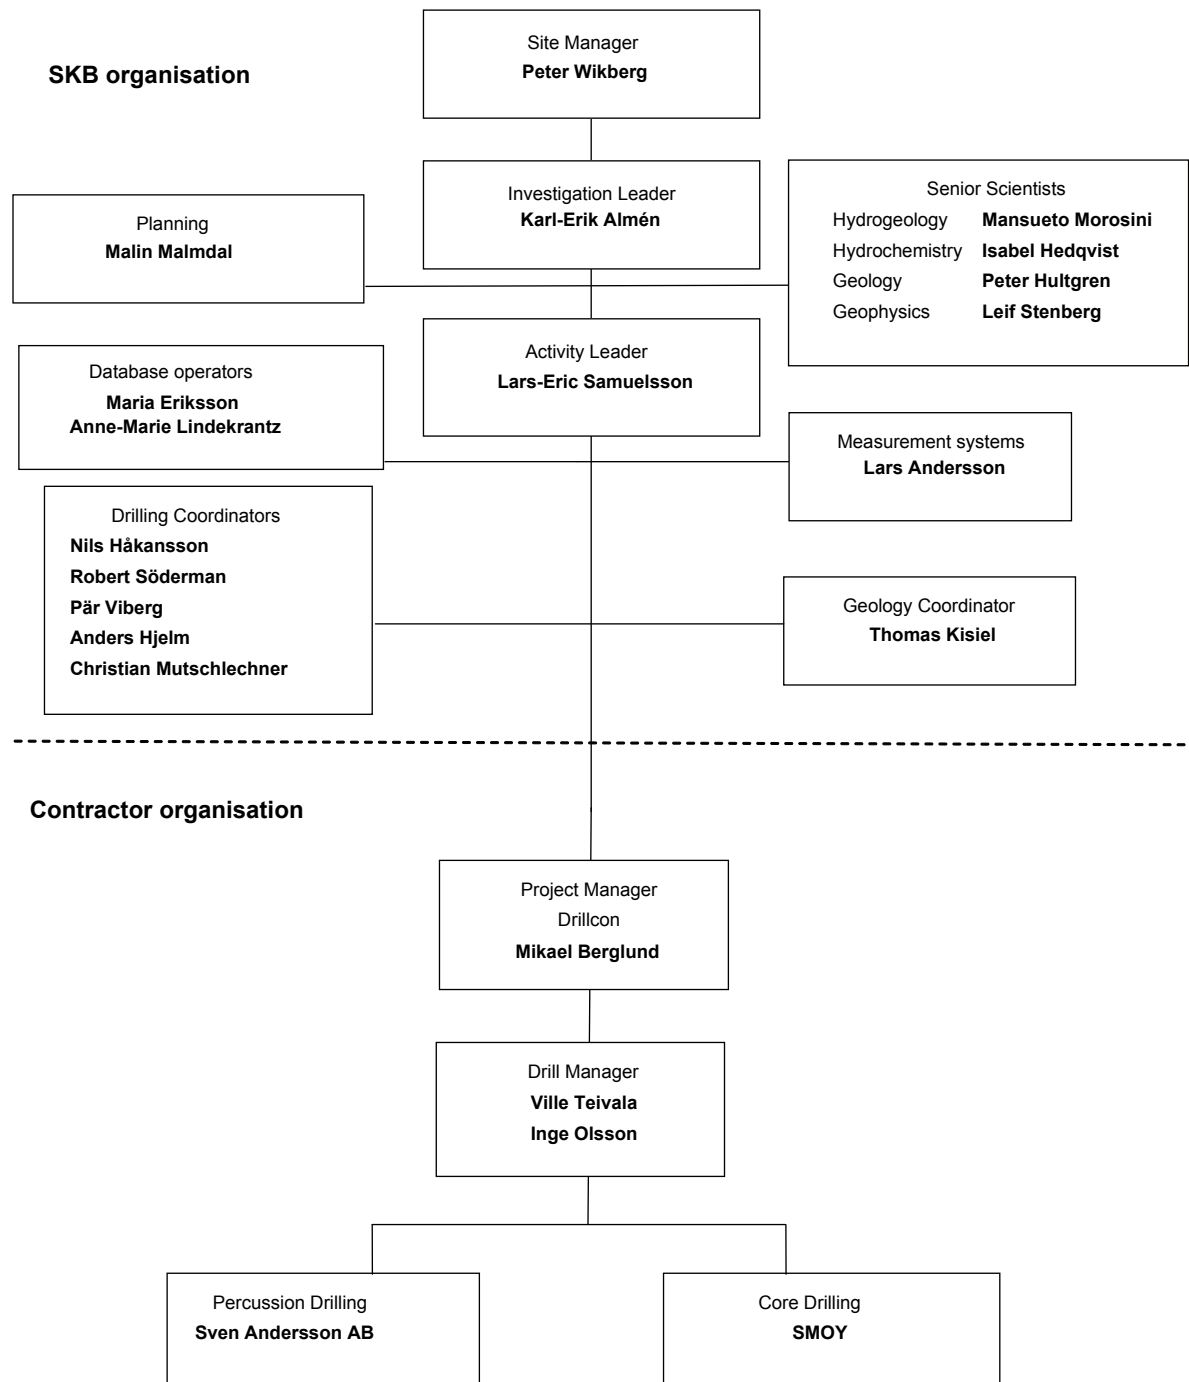 SKB organisation
Site Manager
Peter Wikberg
Investigation Leader
Karl-Erik Almén
Planning
Malin Malmdal
Senior Scientists
Hydrogeology Mansueto Morosini
Hydrochemistry Isabel Hedqvist
Geology Peter Hultgren
Geophysics Leif Stenberg
Activity Leader
Lars-Eric Samuelsson
Database operators
Maria Eriksson
Anne-Marie Lindekrantz
Measurement systems
Lars Andersson
Drilling Coordinators
Nils Håkansson
Robert Söderman
Pär Viberg
Anders Hjelm
Christian Mutschlechner
Geology Coordinator
Thomas Kisiel
Contractor organisation
Project Manager
Drillcon
Mikael Berglund
Drill Manager
Ville Teivala
Inge Olsson
Percussion Drilling
Sven Andersson AB
Core Drilling
SMOY